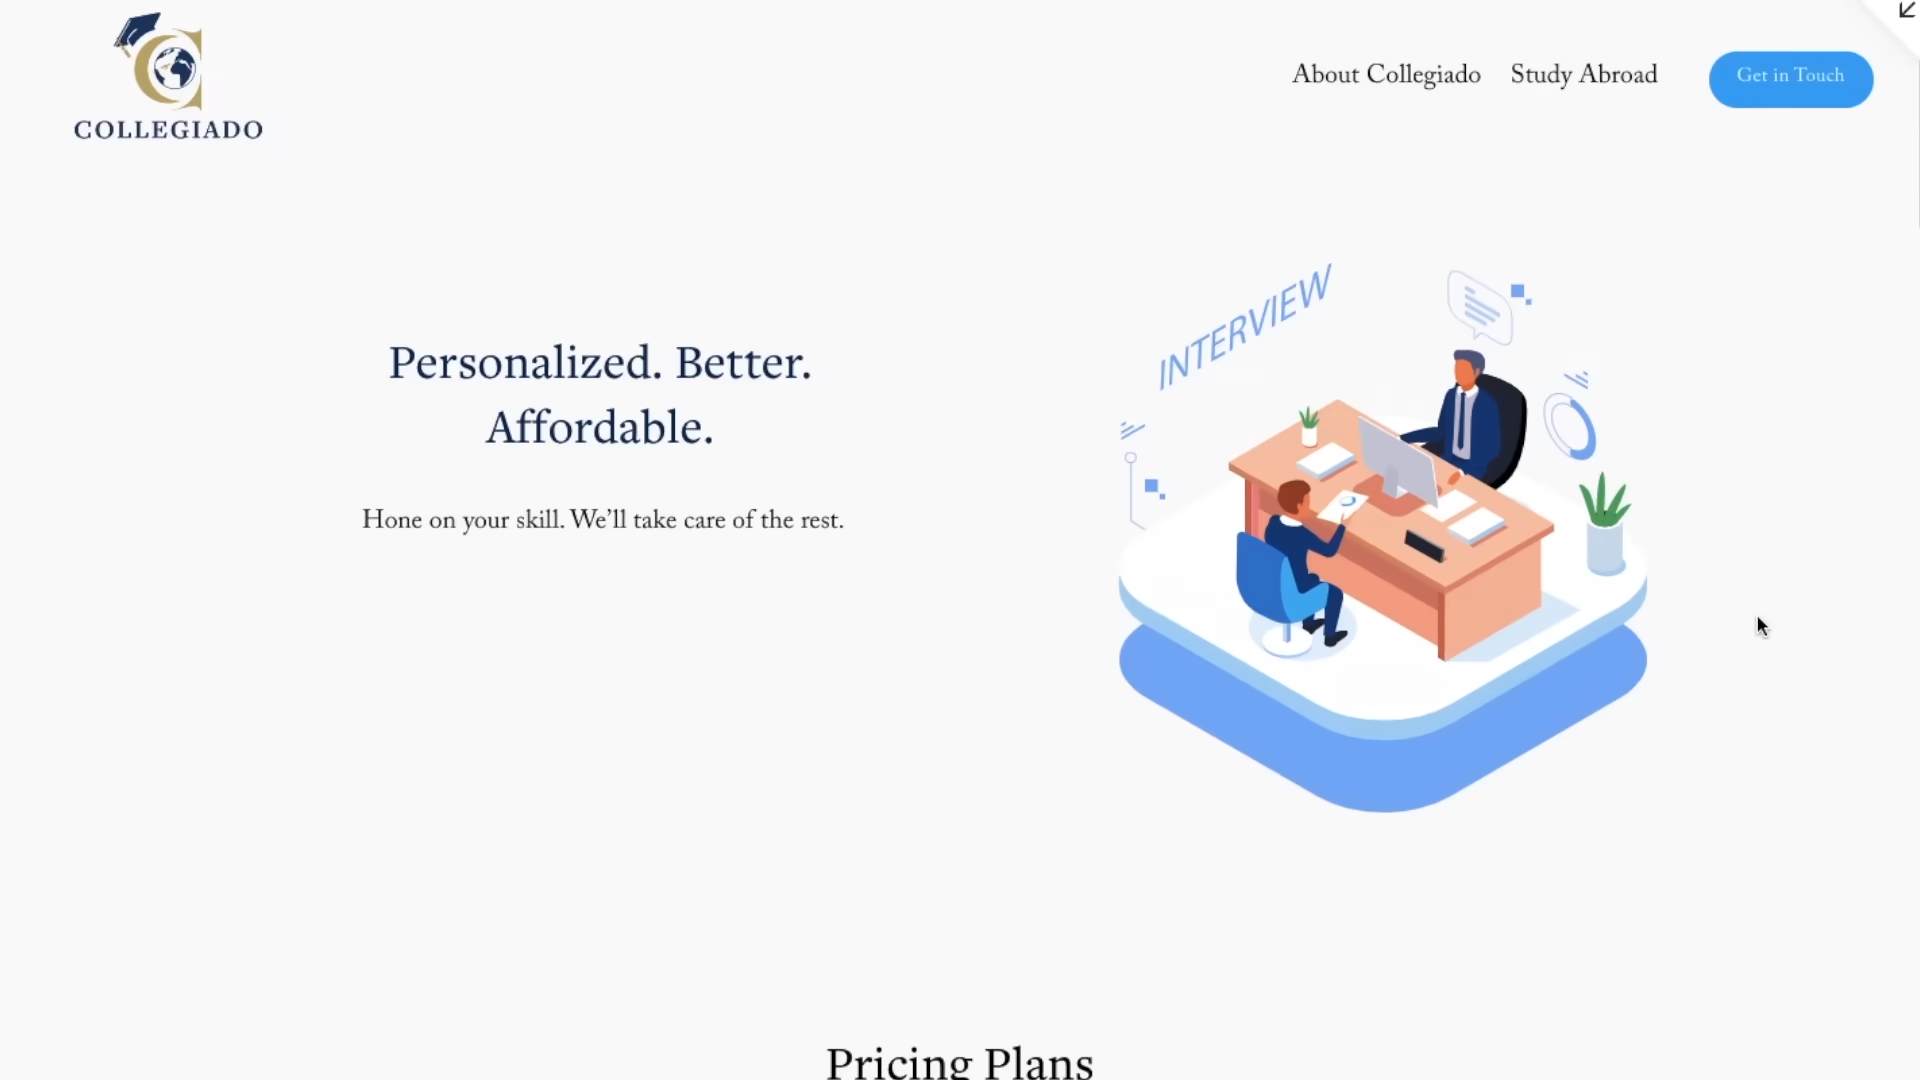 COLLEGIADO
About Collegiado
Study Abroad
Get in Touch
INTERVIEW
Personalized. Better.
Affordable.
Hone on your skill. We’ll take care of the rest.
Pricing Plans